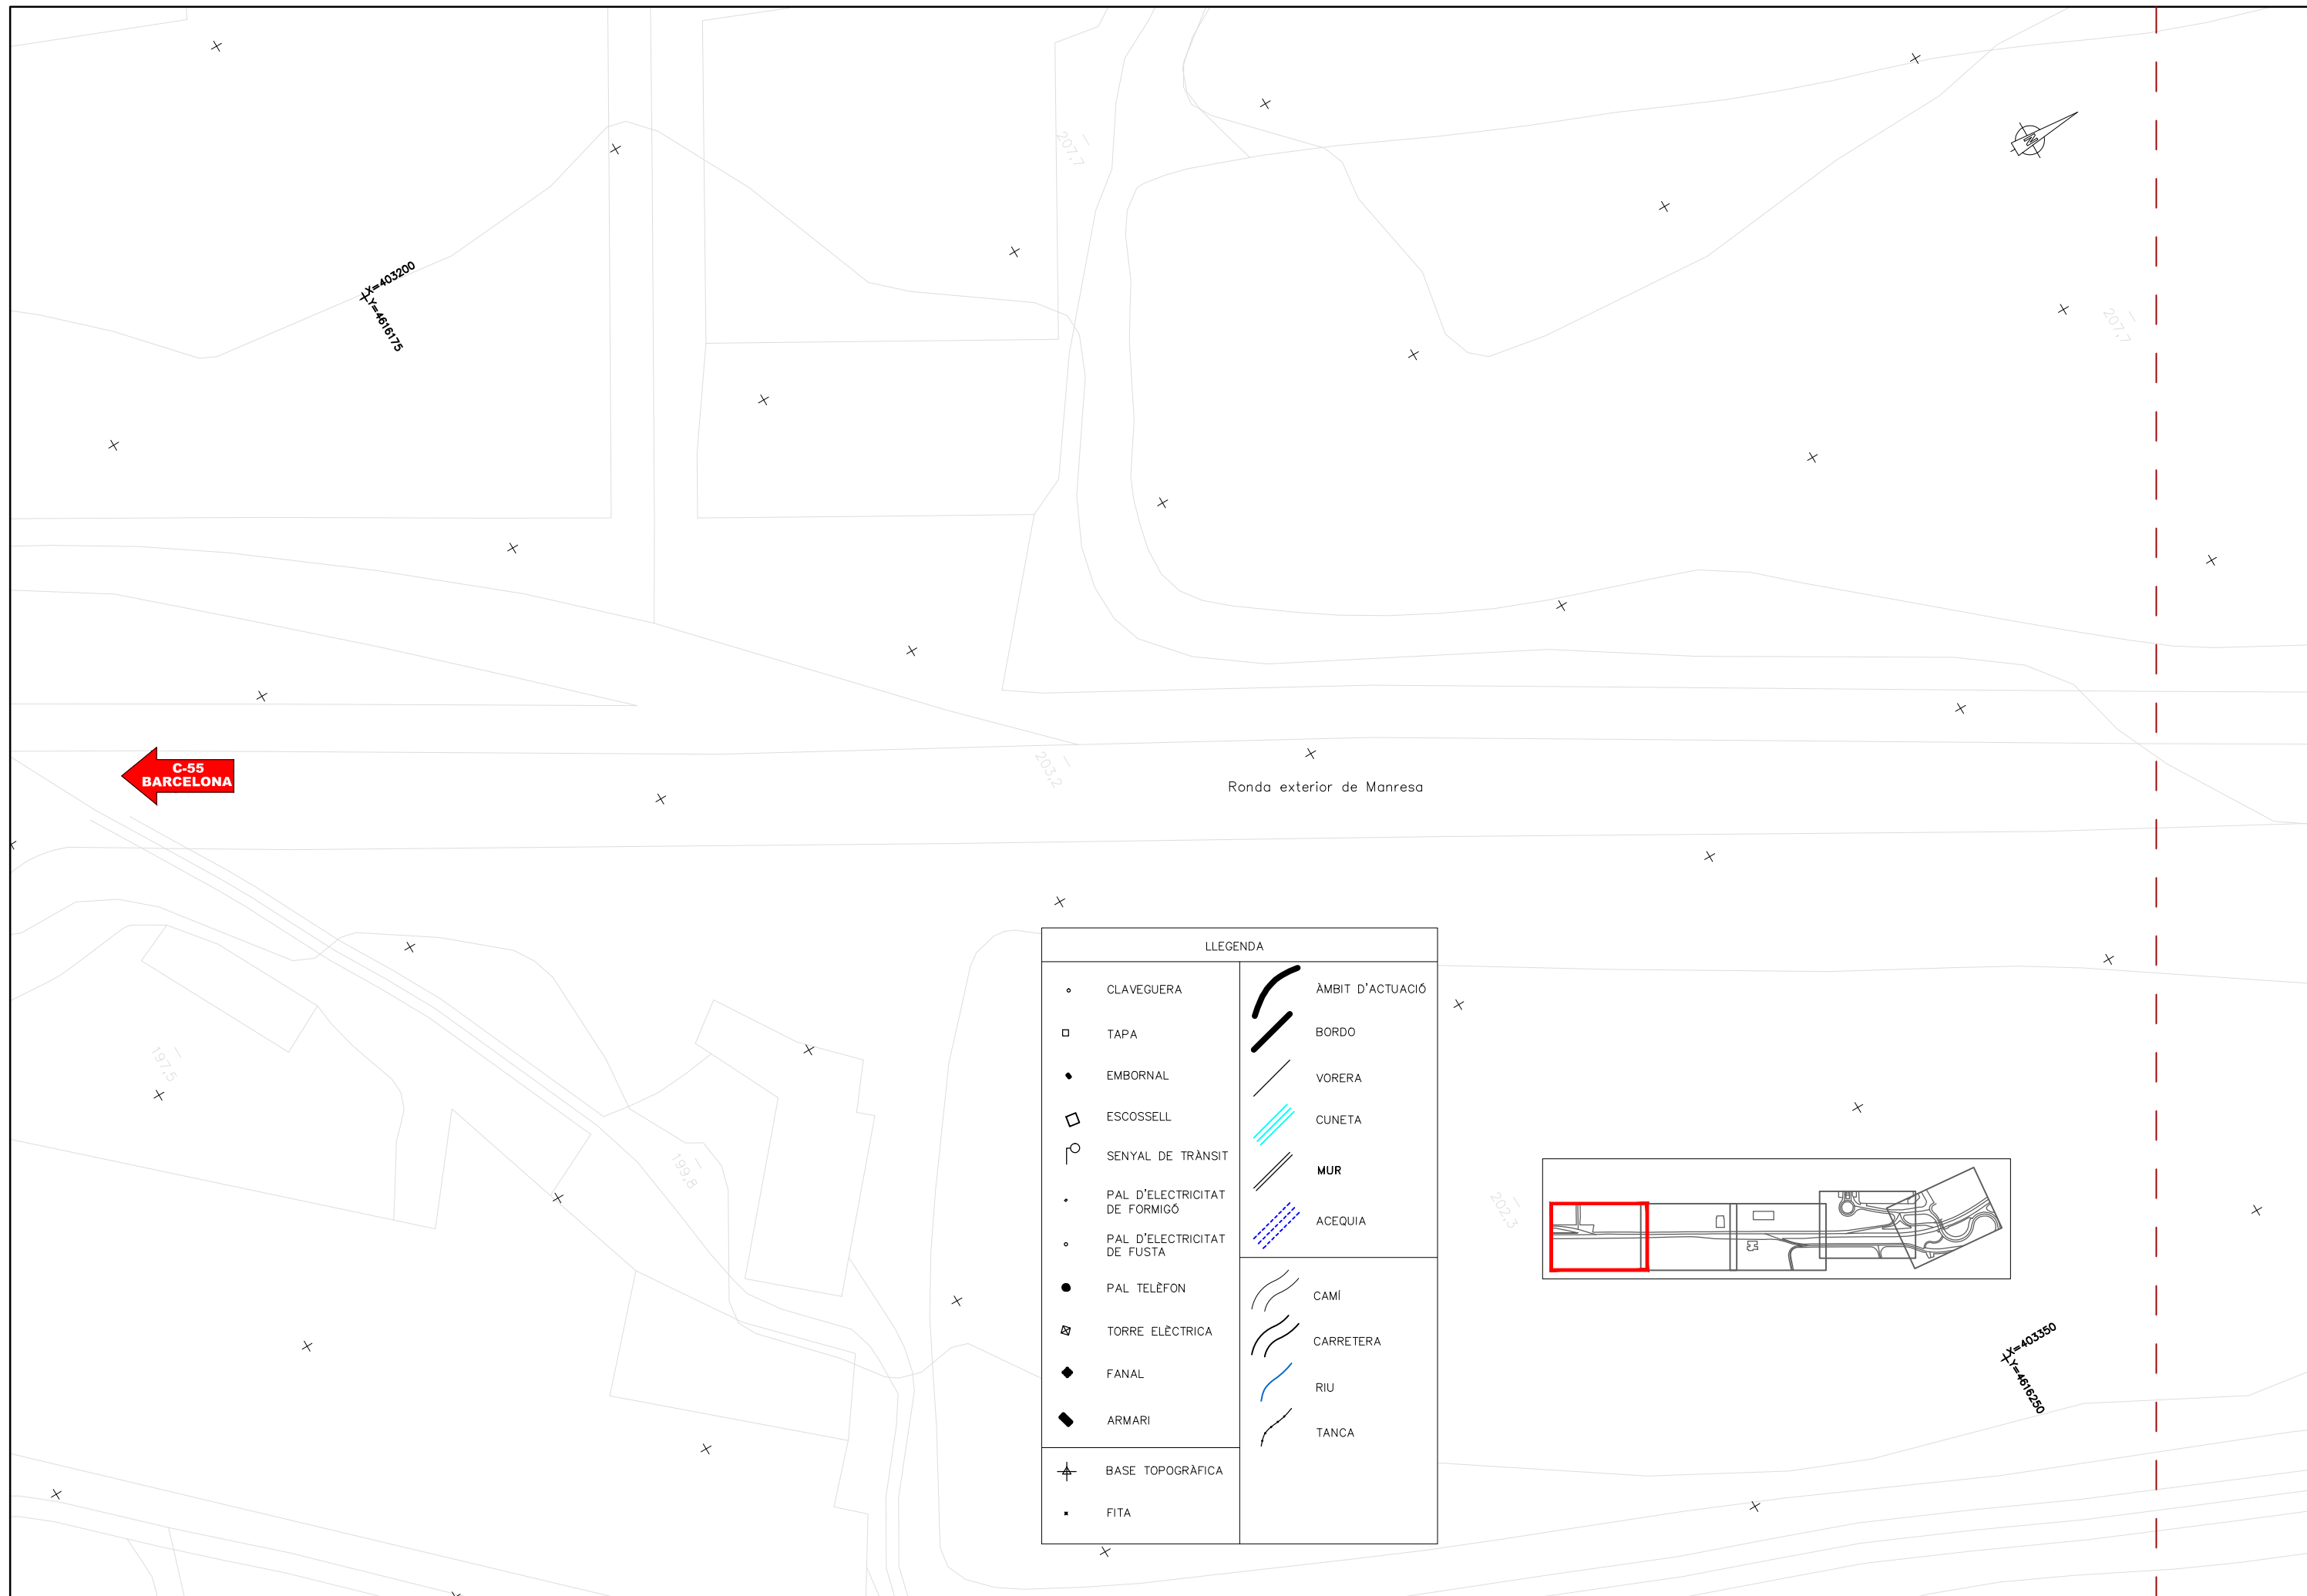 207,7
X=403200
Y=4616175
207,7
C-55
BARCELONA
203,2
Ronda exterior de Manresa
197,5
199,8
LLEGENDA
CLAVEGUERA
TAPA
EMBORNAL
ESCOSSELL
SENYAL DE TRÀNSIT
PAL D'ELECTRICITAT
DE FORMIGÓ
PAL D'ELECTRICITAT
DE FUSTA
PAL TELÈFON
TORRE ELÈCTRICA
FANAL
ARMARI
BASE TOPOGRÀFICA
FITA
ÀMBIT D'ACTUACIÓ
BORDO
VORERA
CUNETA
MUR
ACEQUIA
CAMÍ
CARRETERA
RIU
TANCA
202,3
X=403350
Y=4616250
N